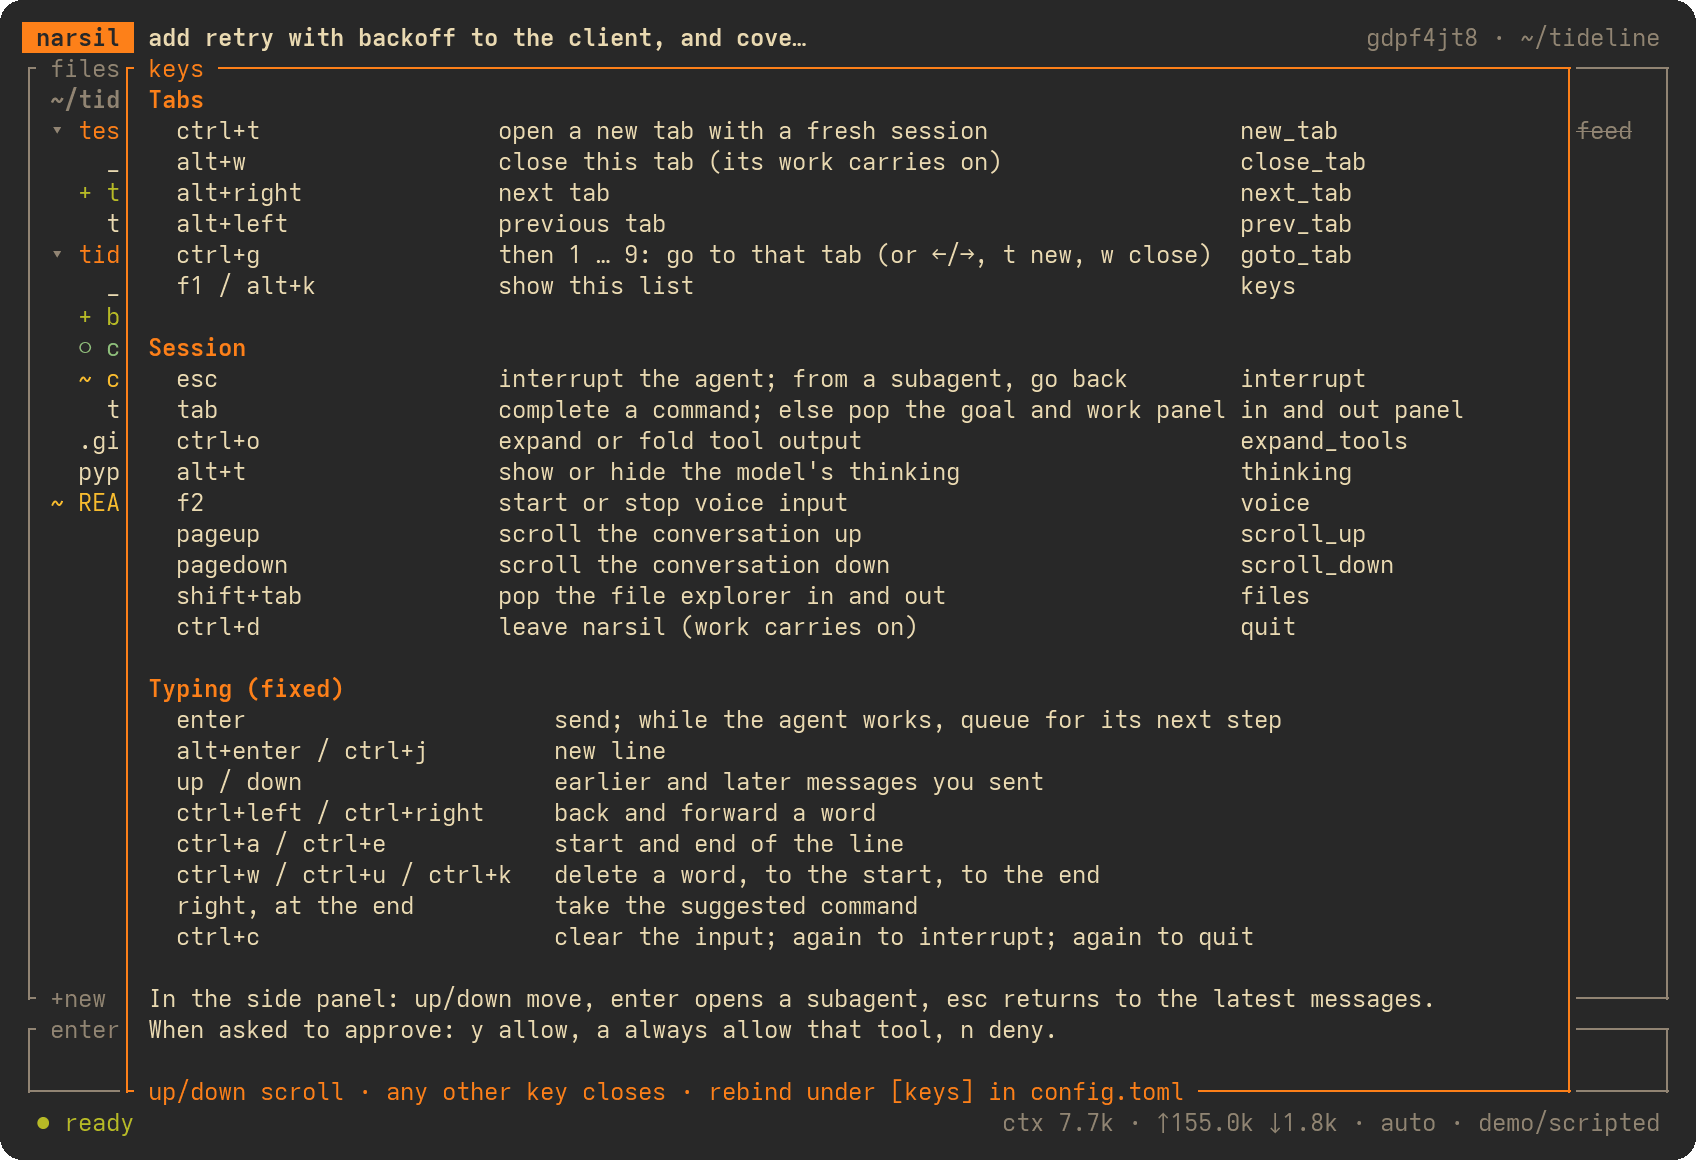 narsil add retry with backoff to the client, and cove… gdpf4jt8 · ~/tideline
files keys
~/tid Tabs
▾ tes ctrl+t open a new tab with a fresh session new_tab feed
_ alt+w close this tab (its work carries on) close_tab
+ t alt+right next tab next_tab
t alt+left previous tab prev_tab
▾ tid ctrl+g then 1 … 9: go to that tab (or ←/→, t new, w close) goto_tab
_ f1 / alt+k show this list keys
+ b
○ c Session
~ c esc interrupt the agent; from a subagent, go back interrupt
t tab complete a command; else pop the goal and work panel in and out panel
.gi ctrl+o expand or fold tool output expand_tools
pyp alt+t show or hide the model's thinking thinking
~ REA f2 start or stop voice input voice
pageup scroll the conversation up scroll_up
pagedown scroll the conversation down scroll_down
shift+tab pop the file explorer in and out files
ctrl+d leave narsil (work carries on) quit
Typing (fixed)
enter send; while the agent works, queue for its next step
alt+enter / ctrl+j new line
up / down earlier and later messages you sent
ctrl+left / ctrl+right back and forward a word
ctrl+a / ctrl+e start and end of the line
ctrl+w / ctrl+u / ctrl+k delete a word, to the start, to the end
right, at the end take the suggested command
ctrl+c clear the input; again to interrupt; again to quit
+new In the side panel: up/down move, enter opens a subagent, esc returns to the latest messages.
enter When asked to approve: y allow, a always allow that tool, n deny.
up/down scroll · any other key closes · rebind under [keys] in config.toml
● ready ctx 7.7k · ↑155.0k ↓1.8k · auto · demo/scripted